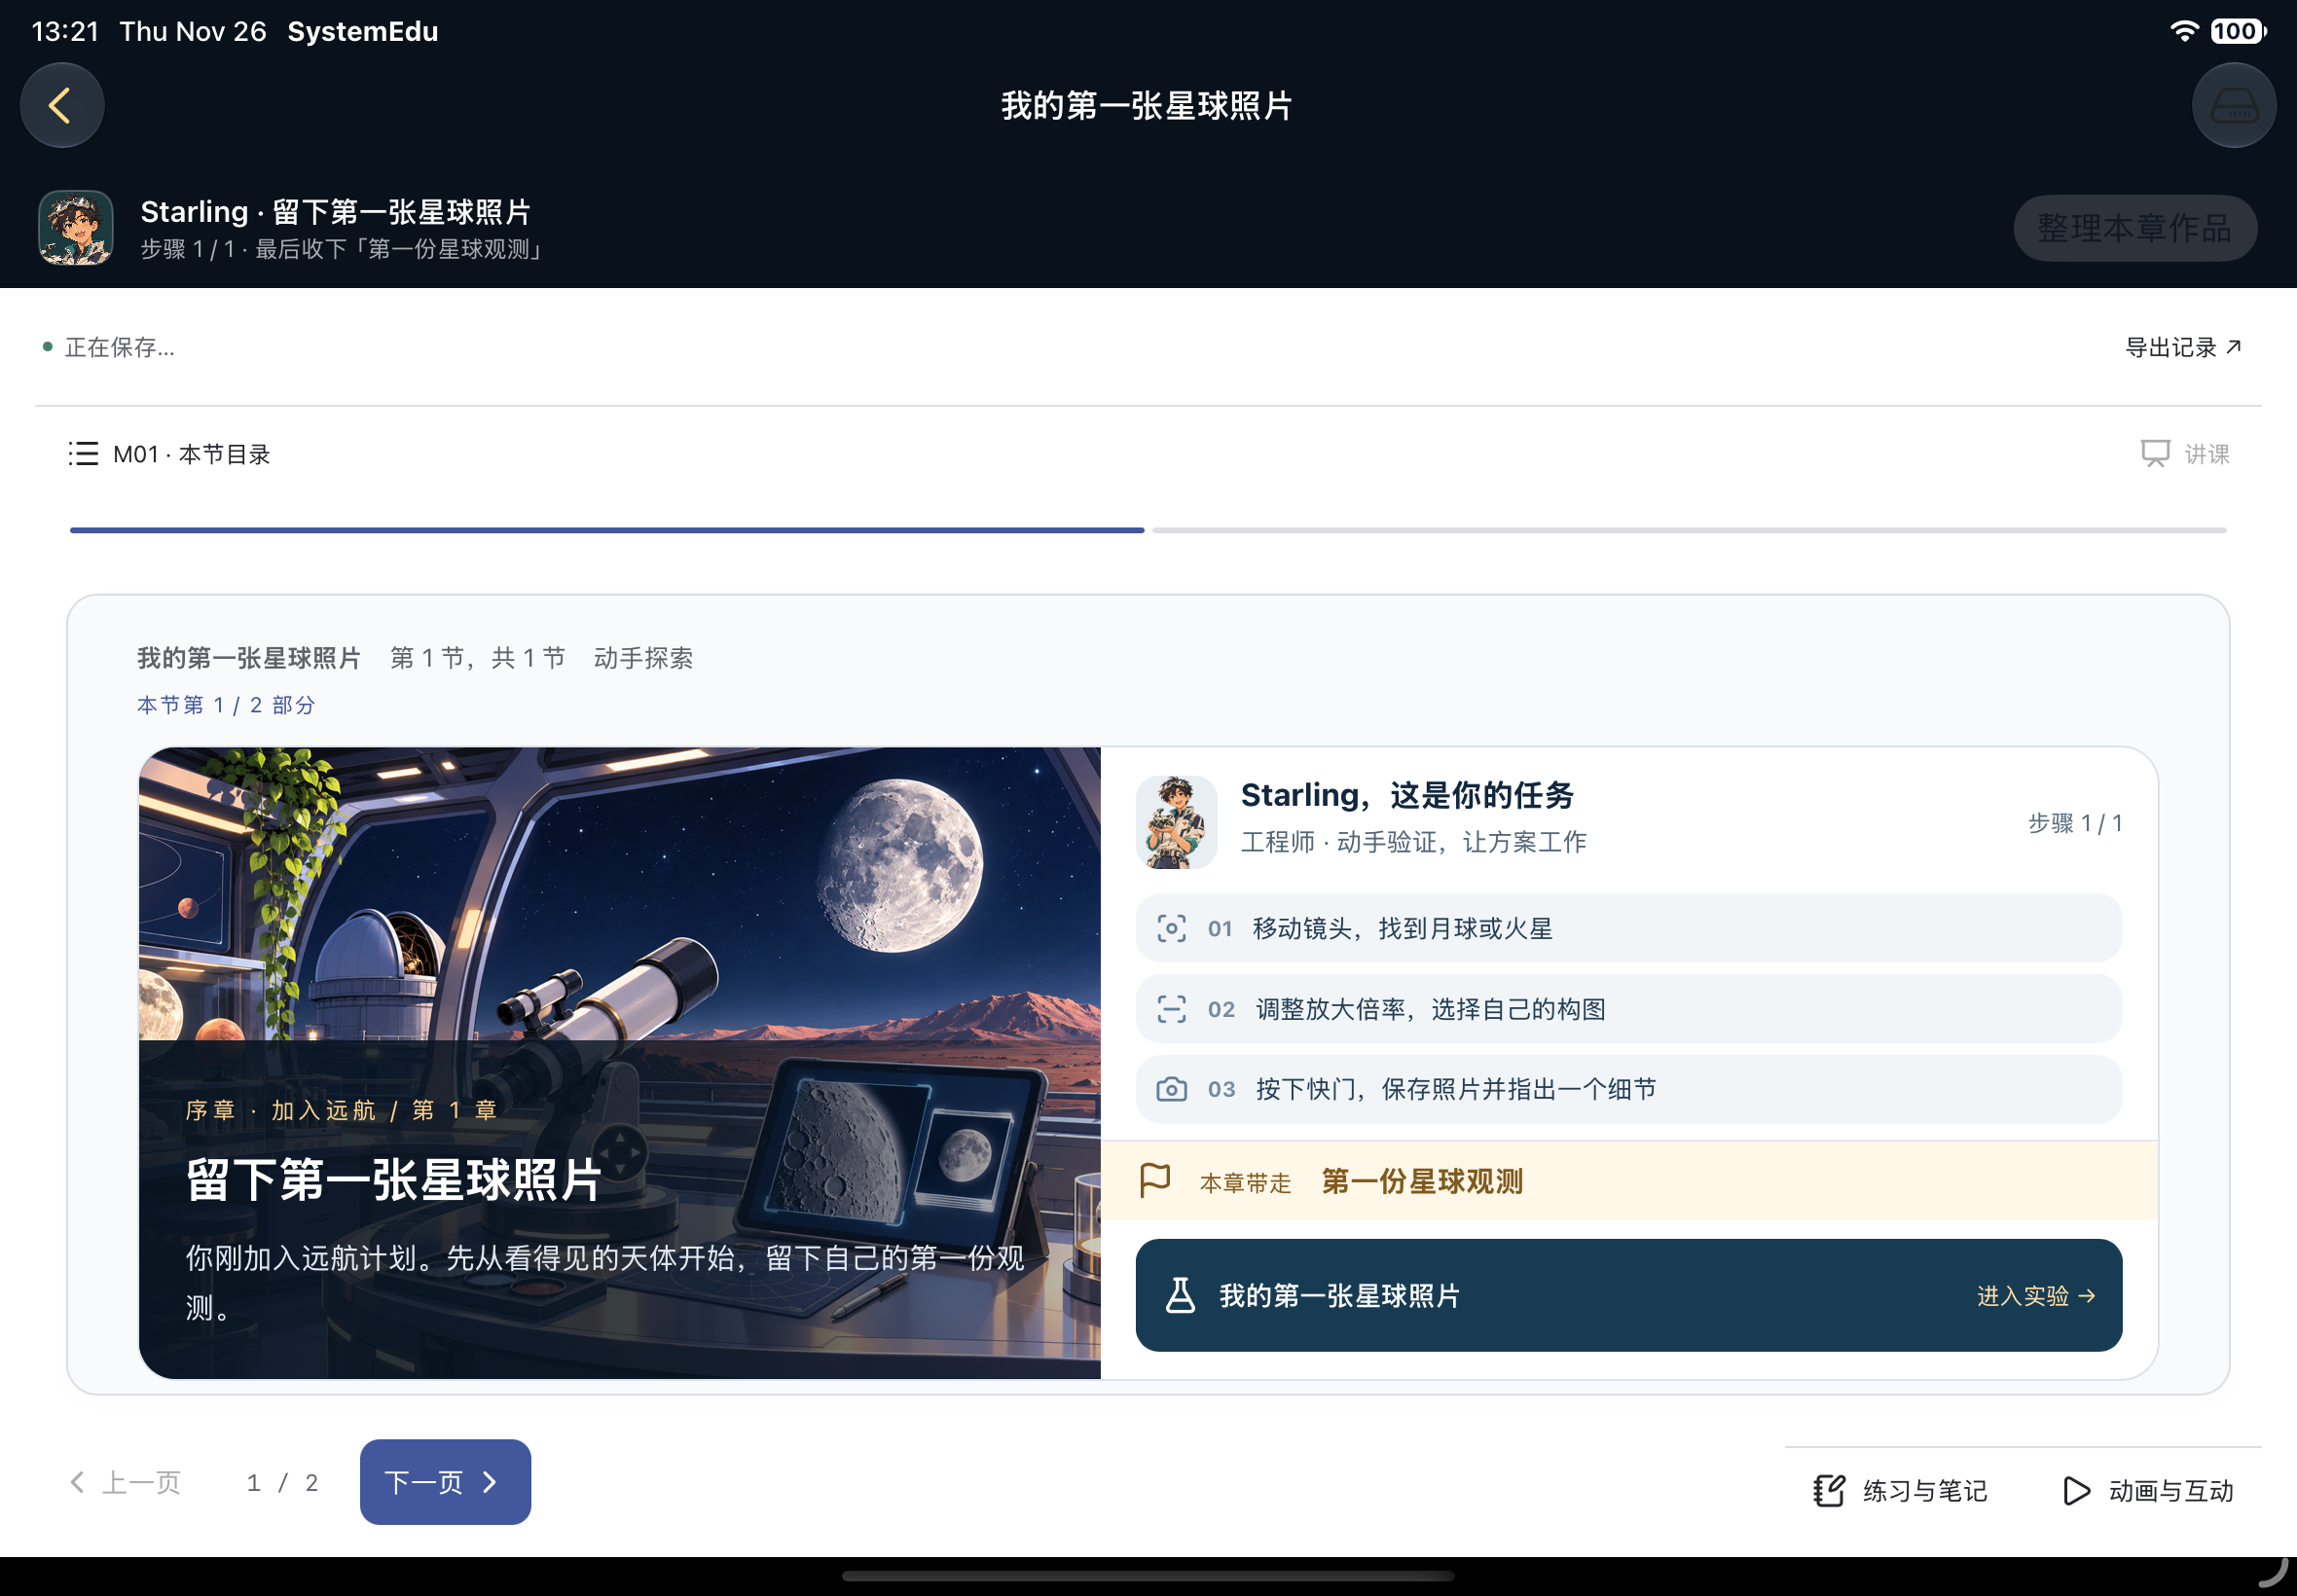 13:21 Thu Nov 26 SystemEdu
100
我的第一张星球照片
Starling · 留下第一张星球照片
步骤 1 / 1 · 最后收下「第一份星球观测」
整理本章作品
正在保存...
导出记录 ↗
M01 · 本节目录
讲课
我的第一张星球照片 第 1 节，共 1 节 动手探索
本节第 1 / 2 部分
序章 · 加入远航 / 第 1 章
留下第一张星球照片
你刚加入远航计划。先从看得见的天体开始，留下自己的第一份观
测。
Starling，这是你的任务
工程师 · 动手验证，让方案工作
步骤 1 / 1
01 移动镜头，找到月球或火星
02 调整放大倍率，选择自己的构图
03 按下快门，保存照片并指出一个细节
本章带走 第一份星球观测
我的第一张星球照片
进入实验 →
上一页
1 / 2
下一页
练习与笔记
动画与互动